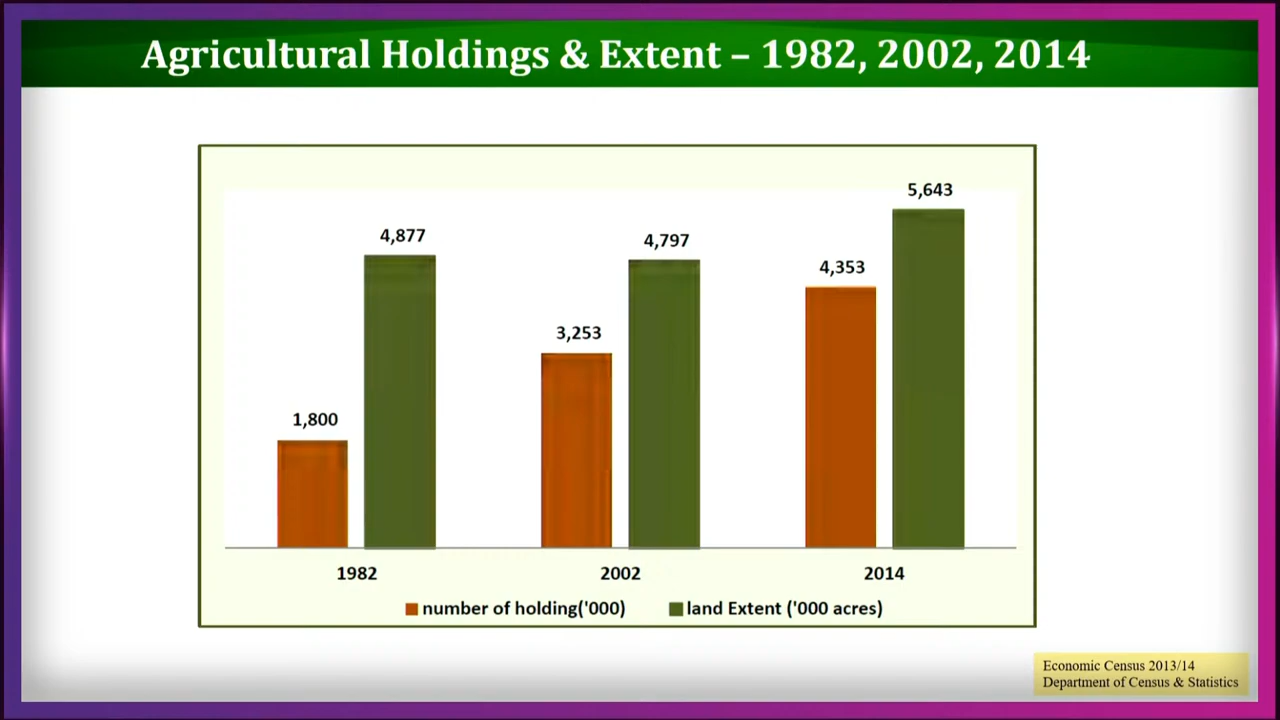 Agricultural Holdings & Extent – 1982, 2002, 2014
5,643
4,877
4,797
4,353
3,253
1,800
1982 2002 2014
number of holding('000) land Extent ('000 acres)
Economic Census 2013/14
Department of Census & Statistics